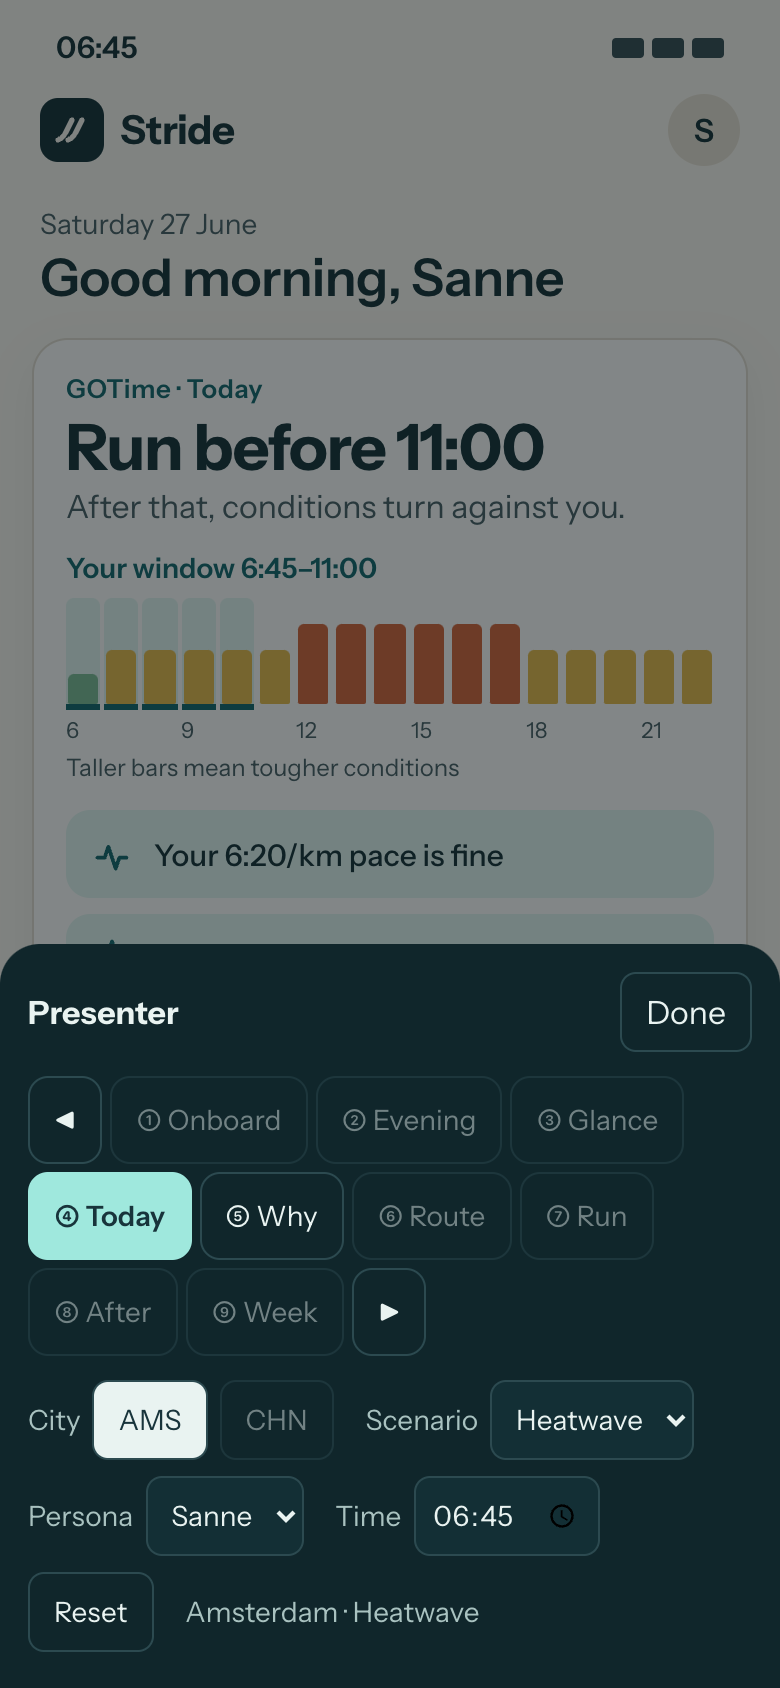 06:45
Stride
S
Saturday 27 June
Good morning, Sanne
GOTime · Today
Run before 11:00
After that, conditions turn against you.
Your window 6:45–11:00
6 9 12 15 18 21
Taller bars mean tougher conditions
Your 6:20/km pace is fine
Presenter
Done
◀ ① Onboard ② Evening ③ Glance
④ Today ⑤ Why ⑥ Route ⑦ Run
⑧ After ⑨ Week ▶
City AMS CHN Scenario Heatwave
Persona Sanne Time 06:45
Reset Amsterdam · Heatwave